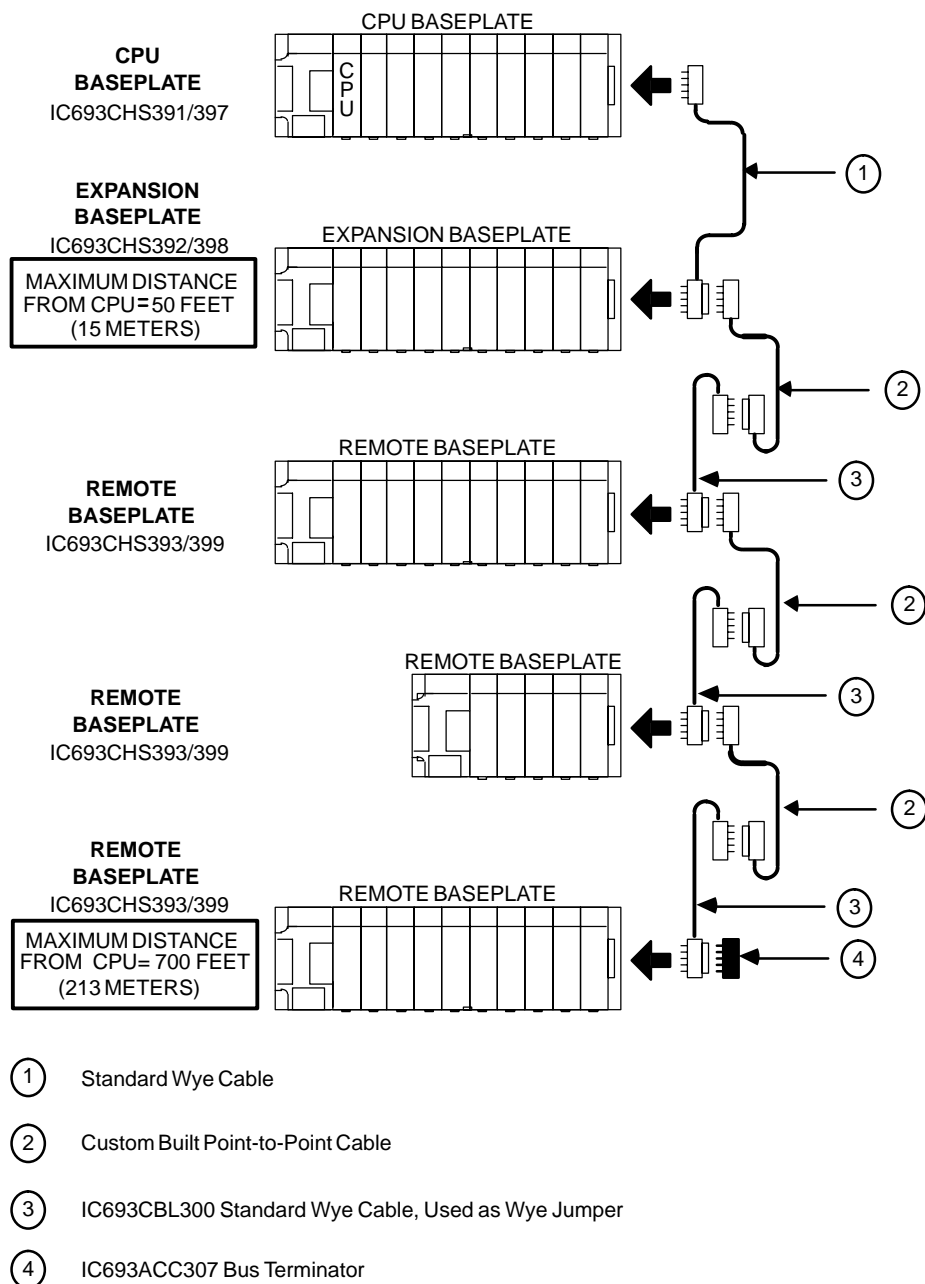 CPU BASEPLATE
CPU
BASEPLATE
IC693CHS391/397
C
P
U
1
EXPANSION
BASEPLATE
IC693CHS392/398
EXPANSION BASEPLATE
MAXIMUM DISTANCE
FROM CPU=50 FEET
(15 METERS)
2
REMOTE BASEPLATE
3
REMOTE
BASEPLATE
IC693CHS393/399
2
REMOTE BASEPLATE
3
REMOTE
BASEPLATE
IC693CHS393/399
2
REMOTE
BASEPLATE
IC693CHS393/399
REMOTE BASEPLATE
3
MAXIMUM DISTANCE
FROM CPU= 700 FEET
(213 METERS)
4
1 Standard Wye Cable
2 Custom Built Point-to-Point Cable
3 IC693CBL300 Standard Wye Cable, Used as Wye Jumper
4 IC693ACC307 Bus Terminator